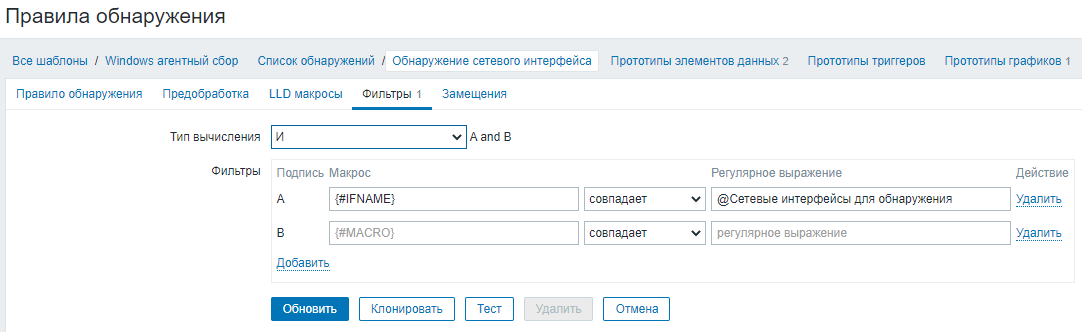 Правила обнаружения
Все шаблоны / Windows агентный сбор Список обнаружений / Обнаружение сетевого интерфейса Прототипы элементов данных 2 Прототипы триггеров Прототипы графиков 1
Правило обнаружения Предобработка LLD макросы Фильтры 1 Замещения
Тип вычисления И A and B
Фильтры Подпись Макрос Регулярное выражение Действие
A {#IFNAME} совпадает @Сетевые интерфейсы для обнаружения Удалить
B {#MACRO} совпадает регулярное выражение Удалить
Добавить
Обновить Клонировать Тест Удалить Отмена